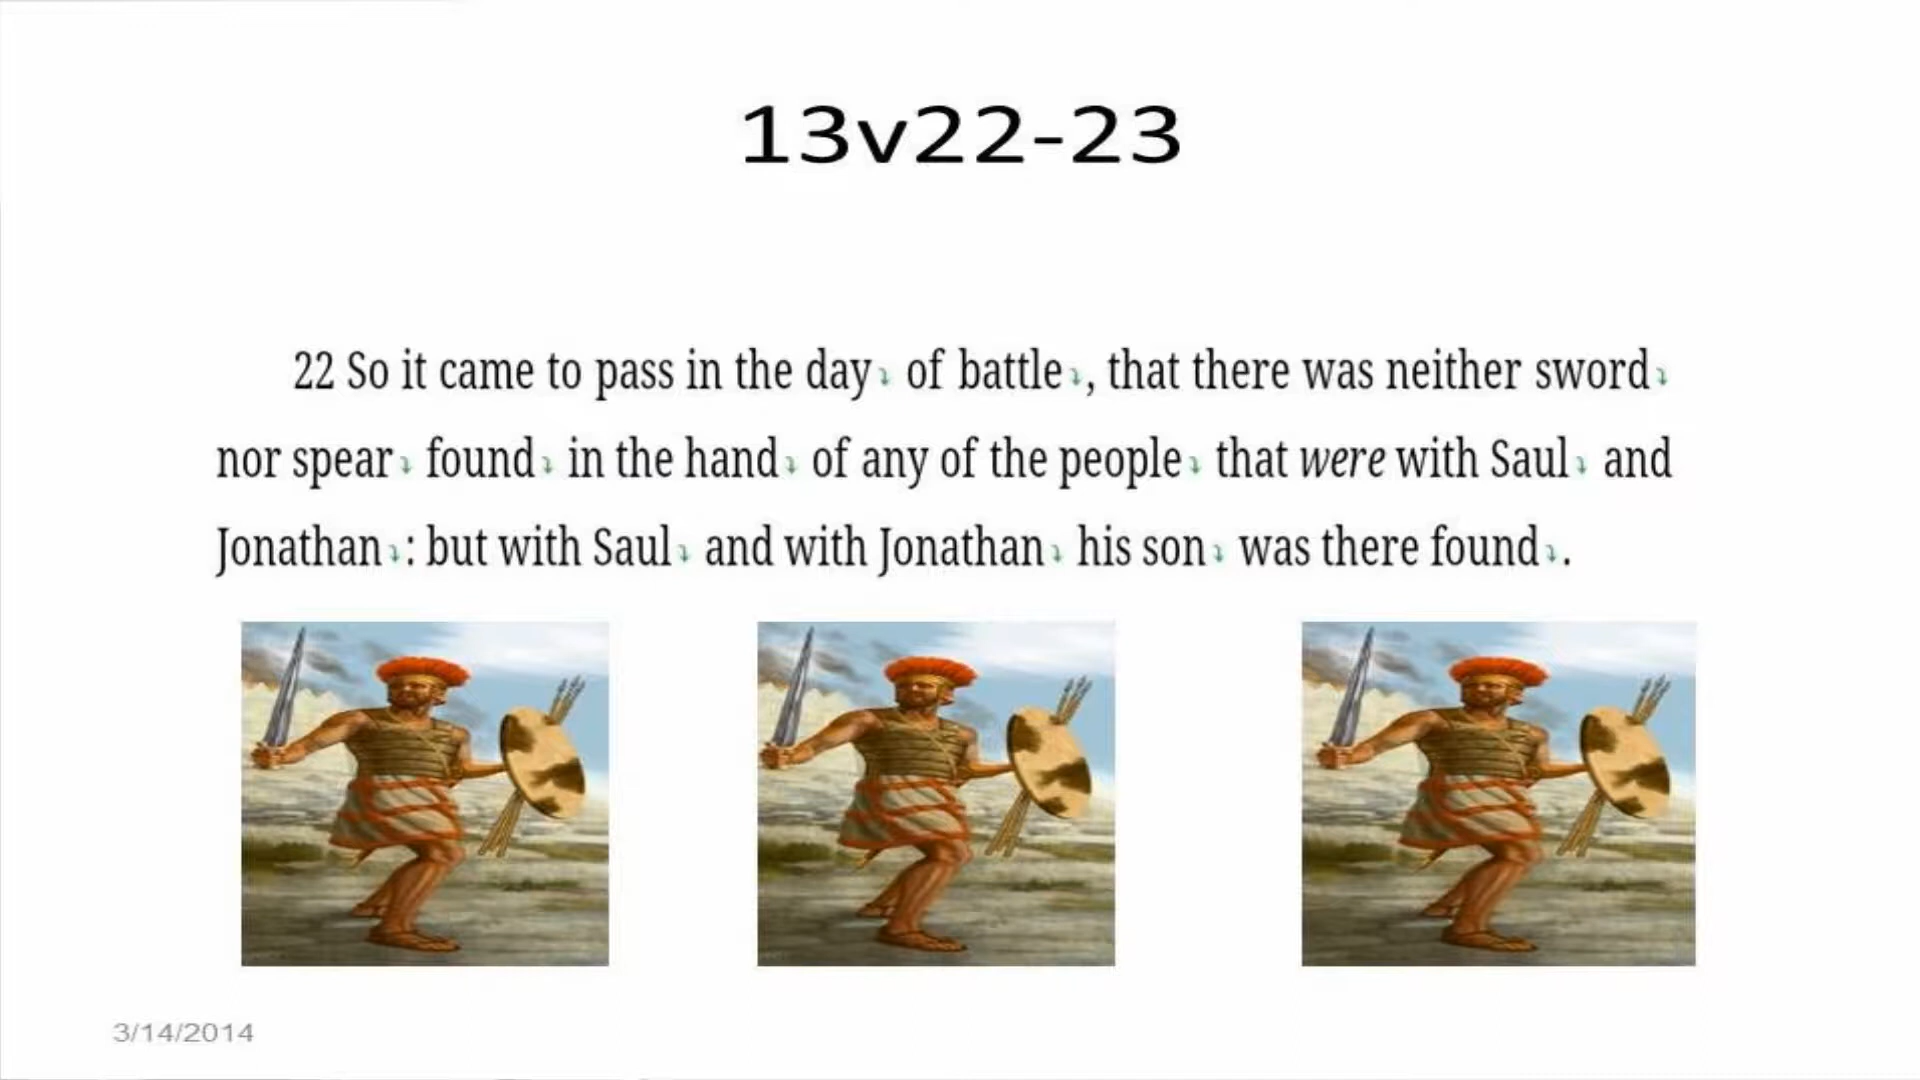 13v22-23
22 So it came to pass in the day of battle, that there was neither sword
nor spear found in the hand of any of the people that were with Saul and
Jonathan: but with Saul and with Jonathan his son was there found.
3/14/2014